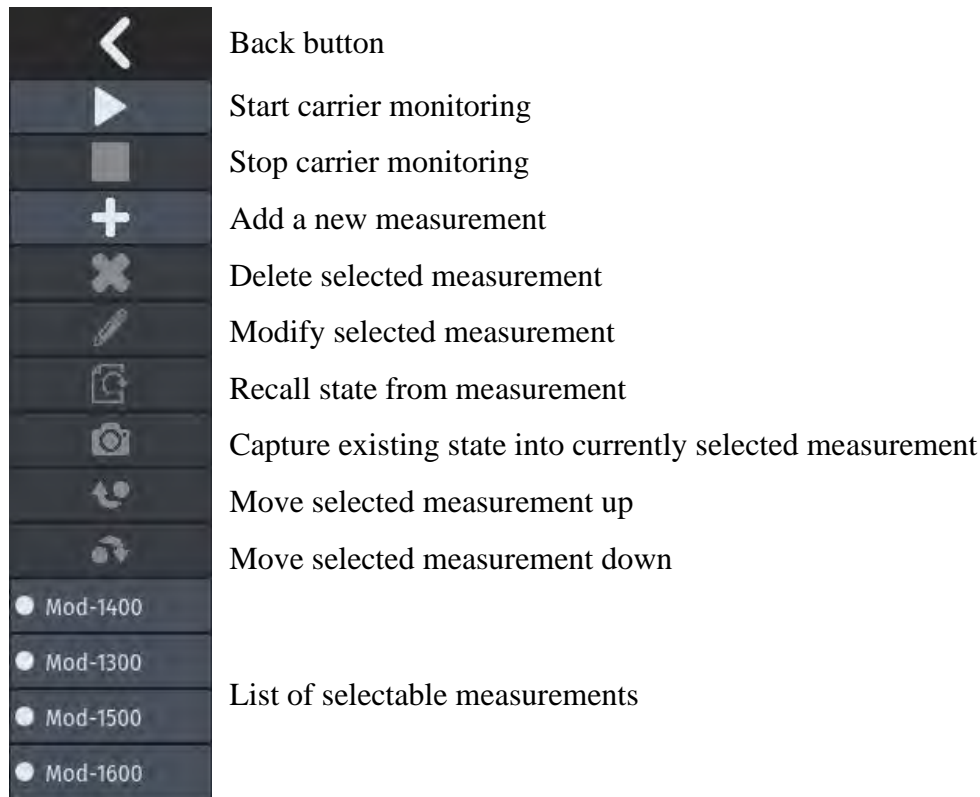 Back button
Start carrier monitoring
Stop carrier monitoring
Add a new measurement
Delete selected measurement
Modify selected measurement
Recall state from measurement
Capture existing state into currently selected measurement
Move selected measurement up
Move selected measurement down
Mod-1400
Mod-1300
List of selectable measurements
Mod-1500
Mod-1600